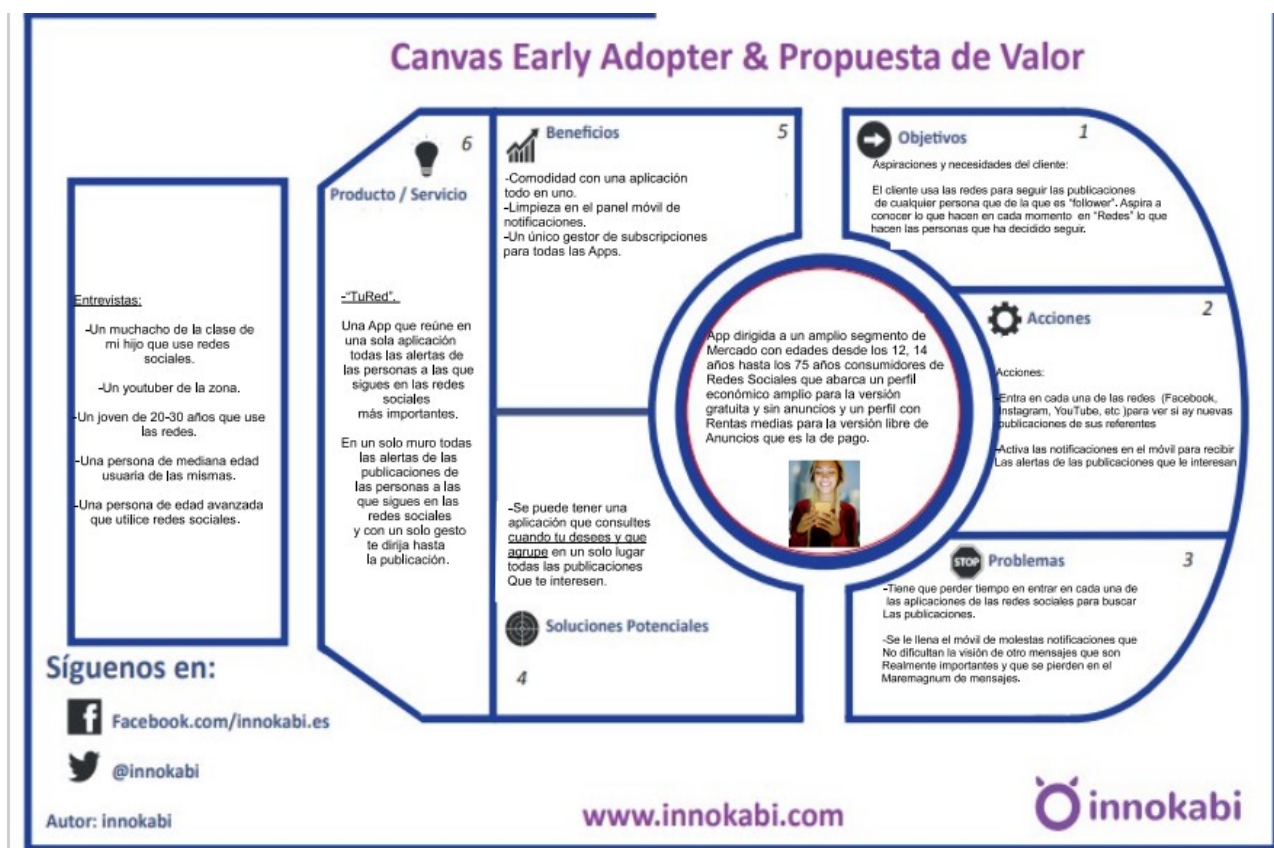 Canvas Early Adopter & Propuesta de Valor
Entrevistas:
-Un muchacho de la clase de
mi hijo que use redes
sociales.
-Un youtuber de la zona.
-Un joven de 20-30 años que use
las redes.
-Una persona de mediana edad
usuaria de las mismas.
-Una persona de edad avanzada
que utilice redes sociales.
6
Producto / Servicio
-"TuRed".
Una App que reúne en
una sola aplicación
todas las alertas de
las personas a las que
sigues en las redes
sociales
más importantes.
En un solo muro todas
las alertas de las
publicaciones de
las personas a las
que sigues en las
redes sociales
y con un solo gesto
te dirija hasta
la publicación.
Beneficios
5
-Comodidad con una aplicación
todo en uno.
-Limpieza en el panel móvil de
notificaciones.
-Un único gestor de subscripciones
para todas las Apps.
-Se puede tener una
aplicación que consultes
cuando tu desees y que
agrupe en un solo lugar
todas las publicaciones
Que te interesen.
Soluciones Potenciales
4
App dirigida a un amplio segmento de
Mercado con edades desde los 12, 14
años hasta los 75 años consumidores de
Redes Sociales que abarca un perfil
económico amplio para la versión
gratuita y sin anuncios y un perfil con
Rentas medias para la versión libre de
Anuncios que es la de pago.
Objetivos
1
Aspiraciones y necesidades del cliente:
El cliente usa las redes para seguir las publicaciones
de cualquier persona que de la que es "follower". Aspira a
conocer lo que hacen en cada momento en "Redes" lo que
hacen las personas que ha decidido seguir.
Acciones
2
Acciones:
-Entra en cada una de las redes (Facebook,
Instagram, YouTube, etc )para ver si ay nuevas
publicaciones de sus referentes
-Activa las notificaciones en el móvil para recibir
Las alertas de las publicaciones que le interesan
STOP
Problemas
3
-Tiene que perder tiempo en entrar en cada una de
las aplicaciones de las redes sociales para buscar
Las publicaciones.
-Se le llena el móvil de molestas notificaciones que
No dificultan la visión de otro mensajes que son
Realmente importantes y que se pierden en el
Maremagnum de mensajes.
Síguenos en:
Facebook.com/innokabi.es
@innokabi
Autor: innokabi
www.innokabi.com
innokabi